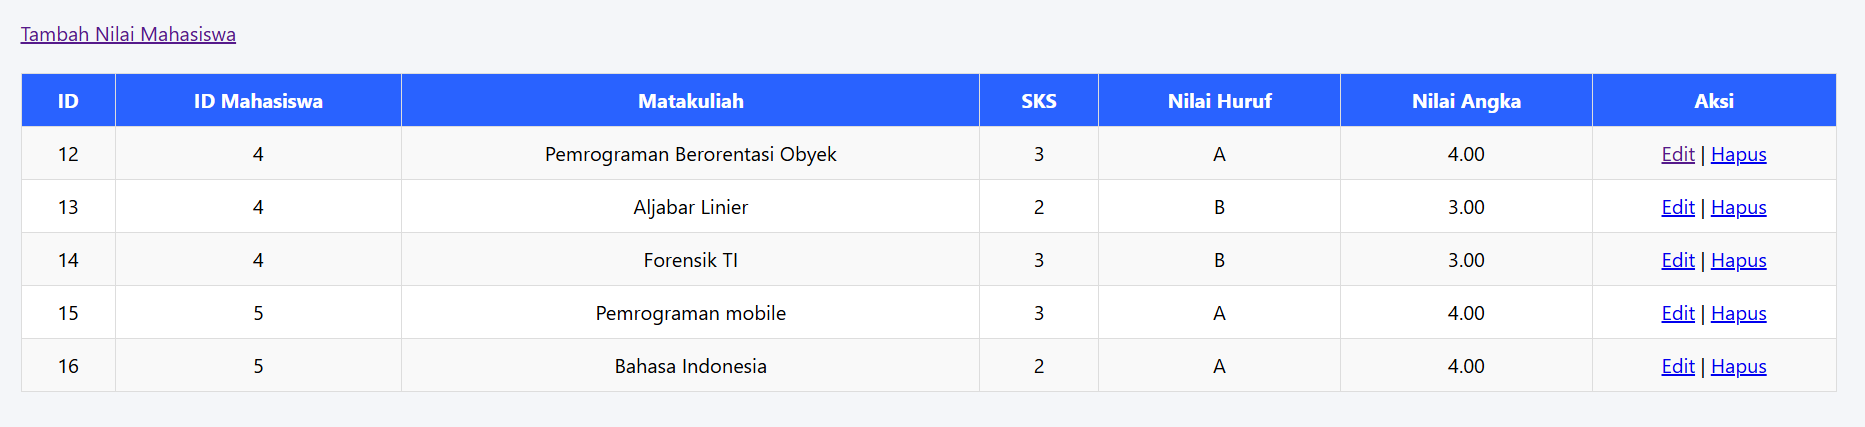 Tambah Nilai Mahasiswa
ID ID Mahasiswa Matakuliah SKS Nilai Huruf Nilai Angka Aksi
12 4 Pemrograman Berorentasi Obyek 3 A 4.00 Edit | Hapus
13 4 Aljabar Linier 2 B 3.00 Edit | Hapus
14 4 Forensik TI 3 B 3.00 Edit | Hapus
15 5 Pemrograman mobile 3 A 4.00 Edit | Hapus
16 5 Bahasa Indonesia 2 A 4.00 Edit | Hapus